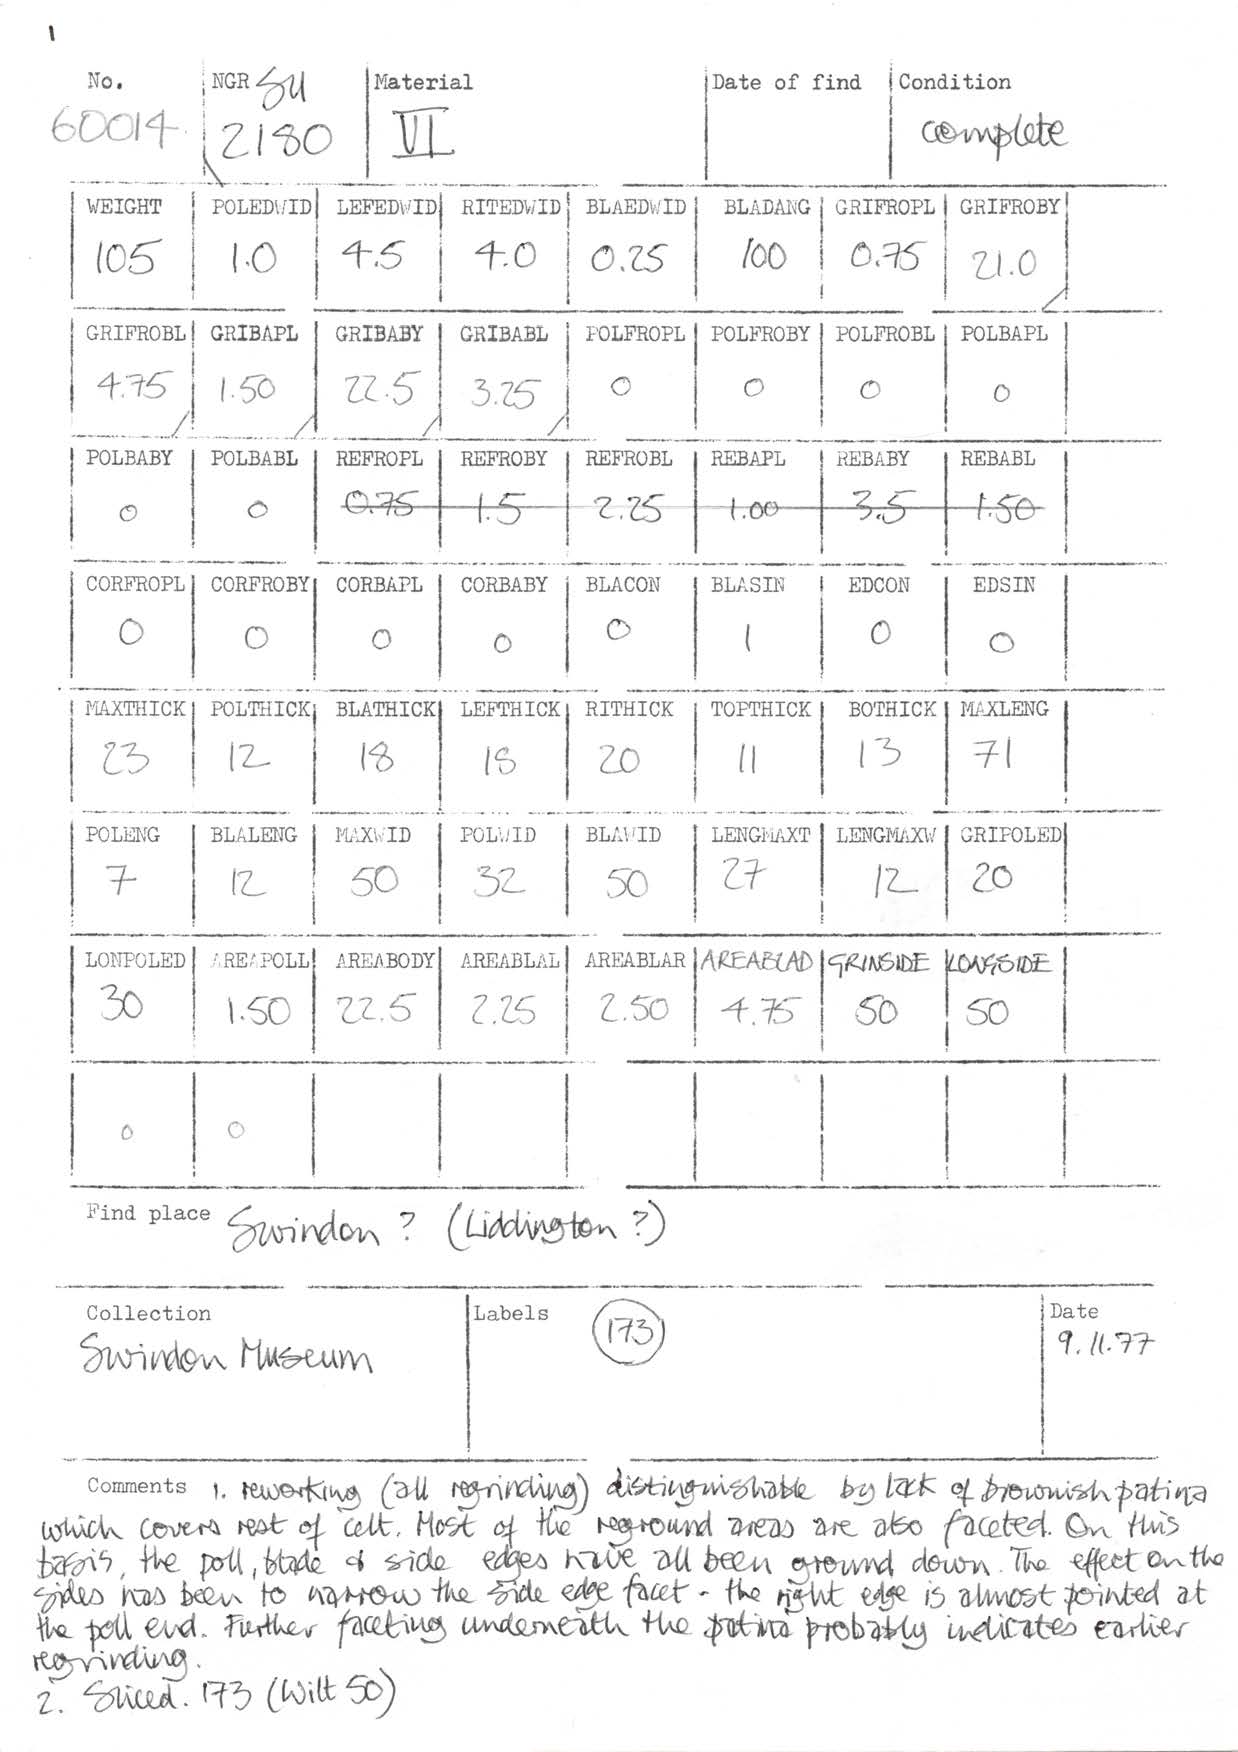 1
No. NGR SU Material Date of find Condition
60014 2180 VI complete
WEIGHT POLEDWID LEFEDWID RITEDWID BLAEDWID BLADANG GRIFROPL GRIFROBY
105 1.0 4.5 4.0 0.25 100 0.75 21.0
GRIFROBL GRIBAPL GRIBABY GRIBABL POLFROPL POLFROBY POLFROBL POLBAPL
4.75 1.50 22.5 3.25 0 0 0 0
POLBABY POLBABL REFROPL REFROBY REFROBL REBAPL REBABY REBABL
0 0 0.75 1.5 2.25 1.00 3.5 1.50
CORFROPL CORFROBY CORBAPL CORBABY BLACON BLASIN EDCON EDSIN
0 0 0 0 0 1 0 0
MAXTHICK POLTHICK BLATHICK LEFTHICK RITHICK TOPTHICK BOTHICK MAXLENG
23 12 18 18 20 11 13 71
POLENG BLALENG MAXWID POLWID BLAWID LENGMAXT LENGMAXW GRIPOLED
7 12 50 32 50 27 12 20
LONPOLED AREAPOLL AREABODY AREABLAL AREABLAR AREABLAD GRINSIDE LONGSIDE
30 1.50 22.5 2.25 2.50 4.75 50 50
0 0
Find place Swindon ? (Liddington ?)
Collection Labels 173 Date
Swindon Museum 9.11.77
Comments 1. reworking (all regrinding) distinguishable by lack of brownish patina
which covers rest of celt. Most of the reground areas are also faceted. On this
basis, the poll, blade & side edges have all been ground down. The effect on the
sides has been to narrow the side edge facet - the right edge is almost pointed at
the poll end. Further faceting underneath the patina probably indicates earlier
regrinding.
2. Sliced. 173 (Wilt 50)